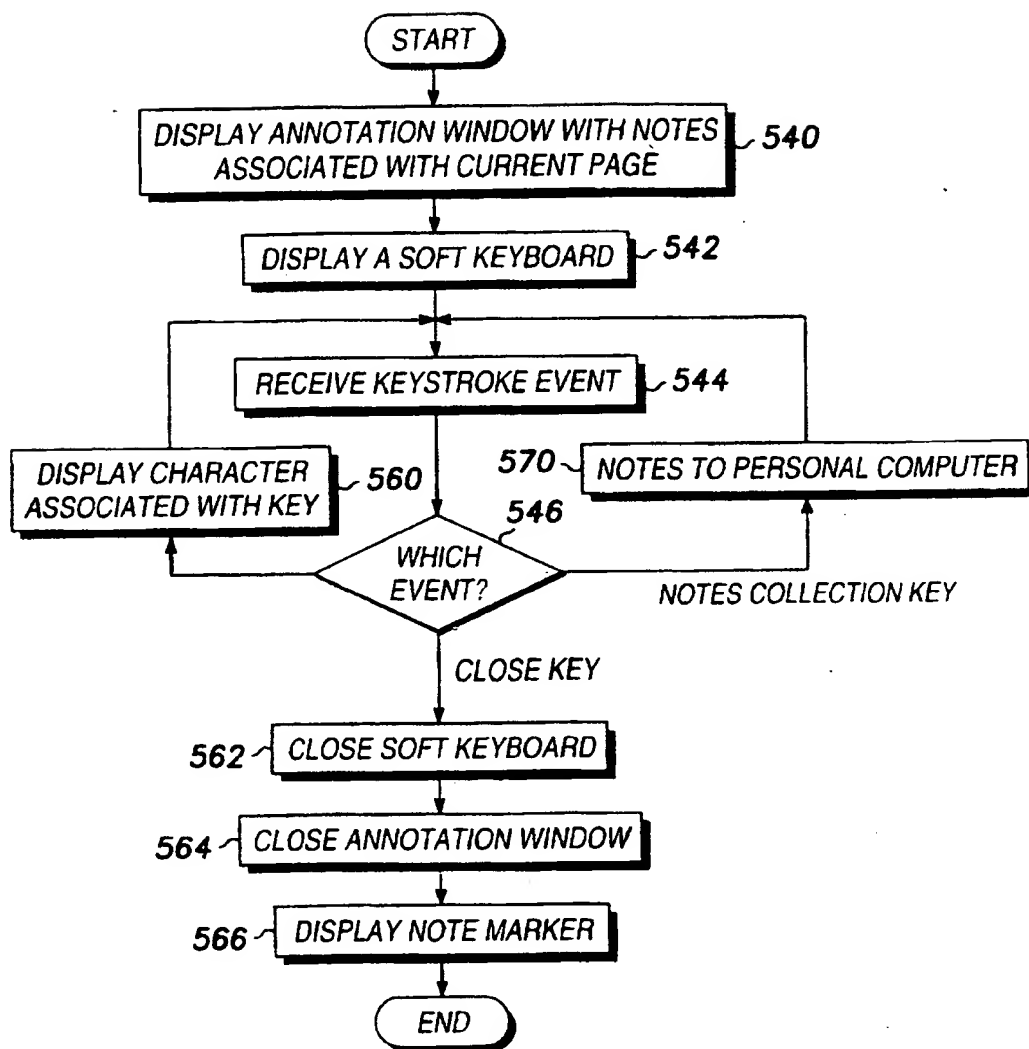 START
DISPLAY ANNOTATION WINDOW WITH NOTES
ASSOCIATED WITH CURRENT PAGE
540
DISPLAY A SOFT KEYBOARD
542
RECEIVE KEYSTROKE EVENT
544
DISPLAY CHARACTER
ASSOCIATED WITH KEY
560
570
NOTES TO PERSONAL COMPUTER
546
WHICH
EVENT?
NOTES COLLECTION KEY
CLOSE KEY
562
CLOSE SOFT KEYBOARD
564
CLOSE ANNOTATION WINDOW
566
DISPLAY NOTE MARKER
END